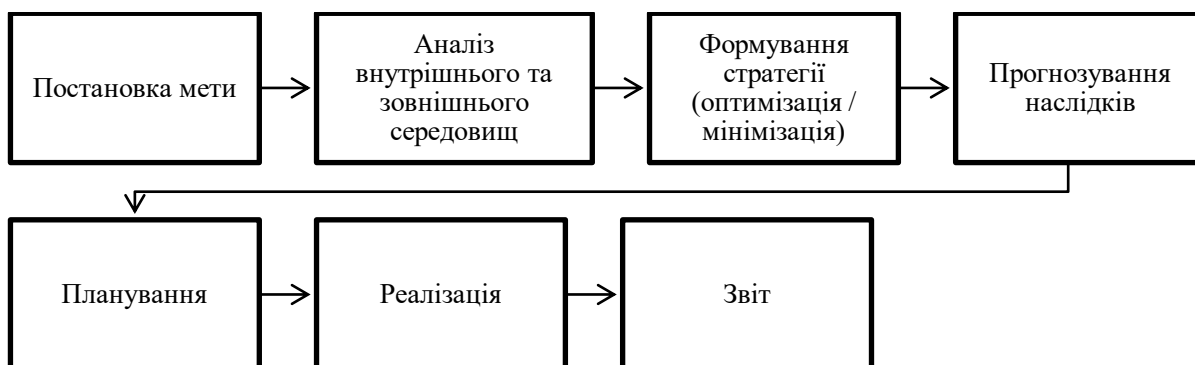 Постановка мети
Аналіз
внутрішнього та
зовнішнього
середовищ
Формування
стратегії
(оптимізація /
мінімізація)
Прогнозування
наслідків
Планування
Реалізація
Звіт